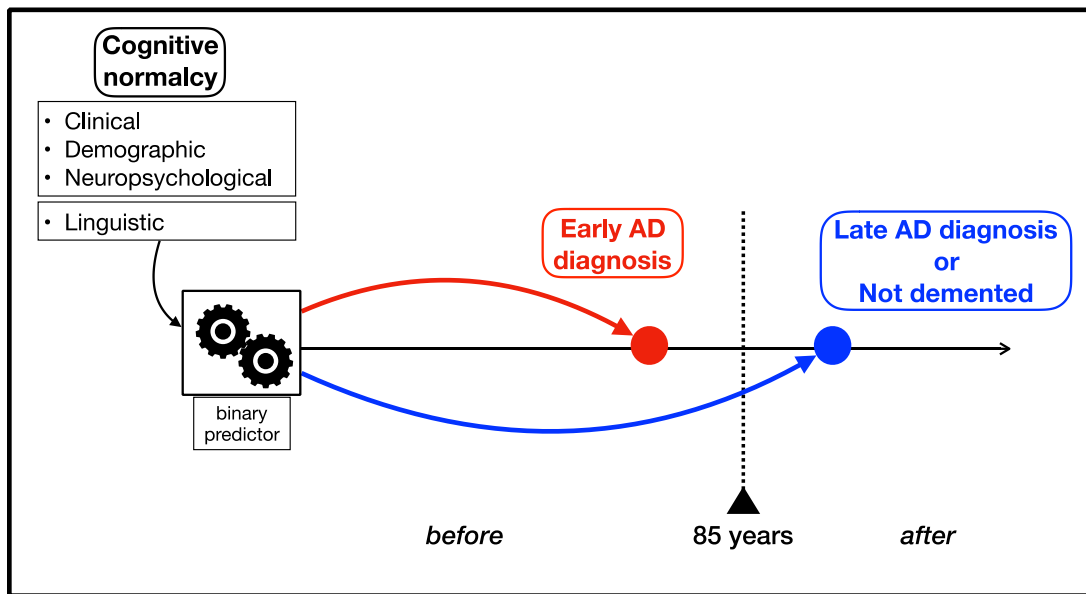 Cognitive
normalcy
• Clinical
• Demographic
• Neuropsychological
• Linguistic
Early AD
diagnosis
Late AD diagnosis
or
Not demented
binary
predictor
before
85 years
after